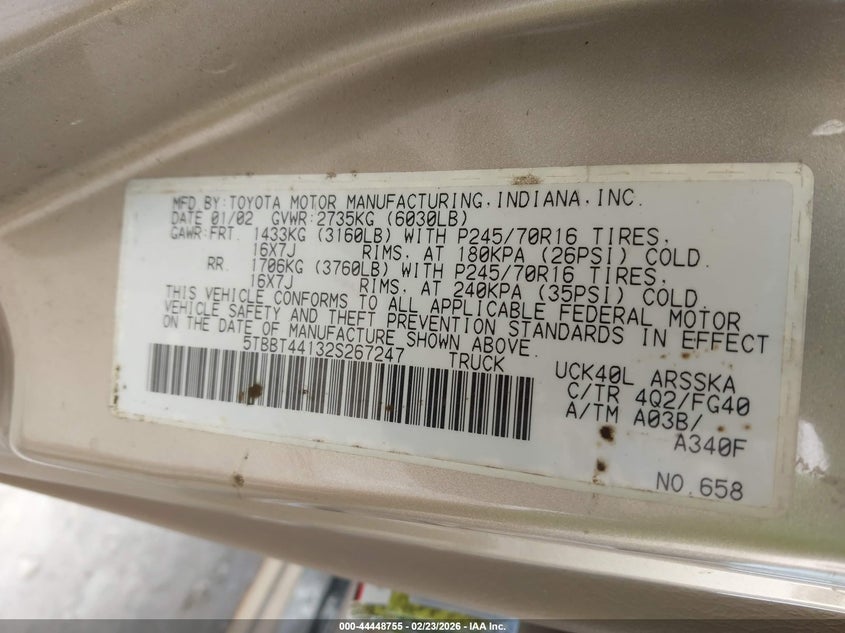 MFD.BY:TOYOTA MOTOR MANUFACTURING,INDIANA,INC.
DATE 01/02 GVWR:2735KG (6030LB)
GAWR:FRT. 1433KG (3160LB) WITH P245/70R16 TIRES,
16X7J RIMS, AT 180KPA (26PSI) COLD.
RR. 1706KG (3760LB) WITH P245/70R16 TIRES,
16X7J RIMS, AT 240KPA (35PSI) COLD.
THIS VEHICLE CONFORMS TO ALL APPLICABLE FEDERAL MOTOR
VEHICLE SAFETY AND THEFT PREVENTION STANDARDS IN EFFECT
ON THE DATE OF MANUFACTURE SHOWN ABOVE.
5TBBT44132S267247 TRUCK
UCK40L ARSSKA
C/TR 4Q2/FG40
A/TM A03B/
A340F
NO.658
000-44448755 — 02/23/2026 — IAA Inc.